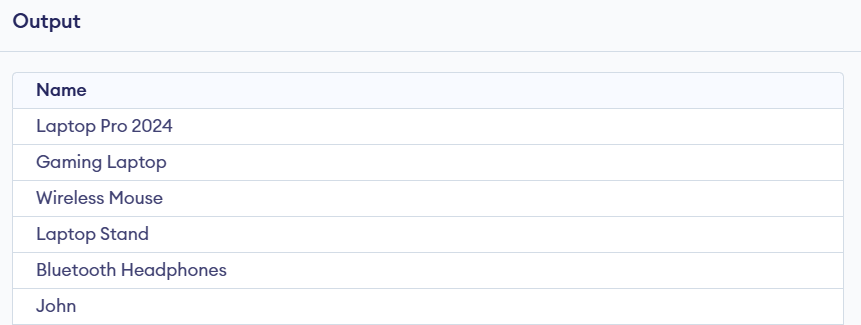 Output
Name
Laptop Pro 2024
Gaming Laptop
Wireless Mouse
Laptop Stand
Bluetooth Headphones
John